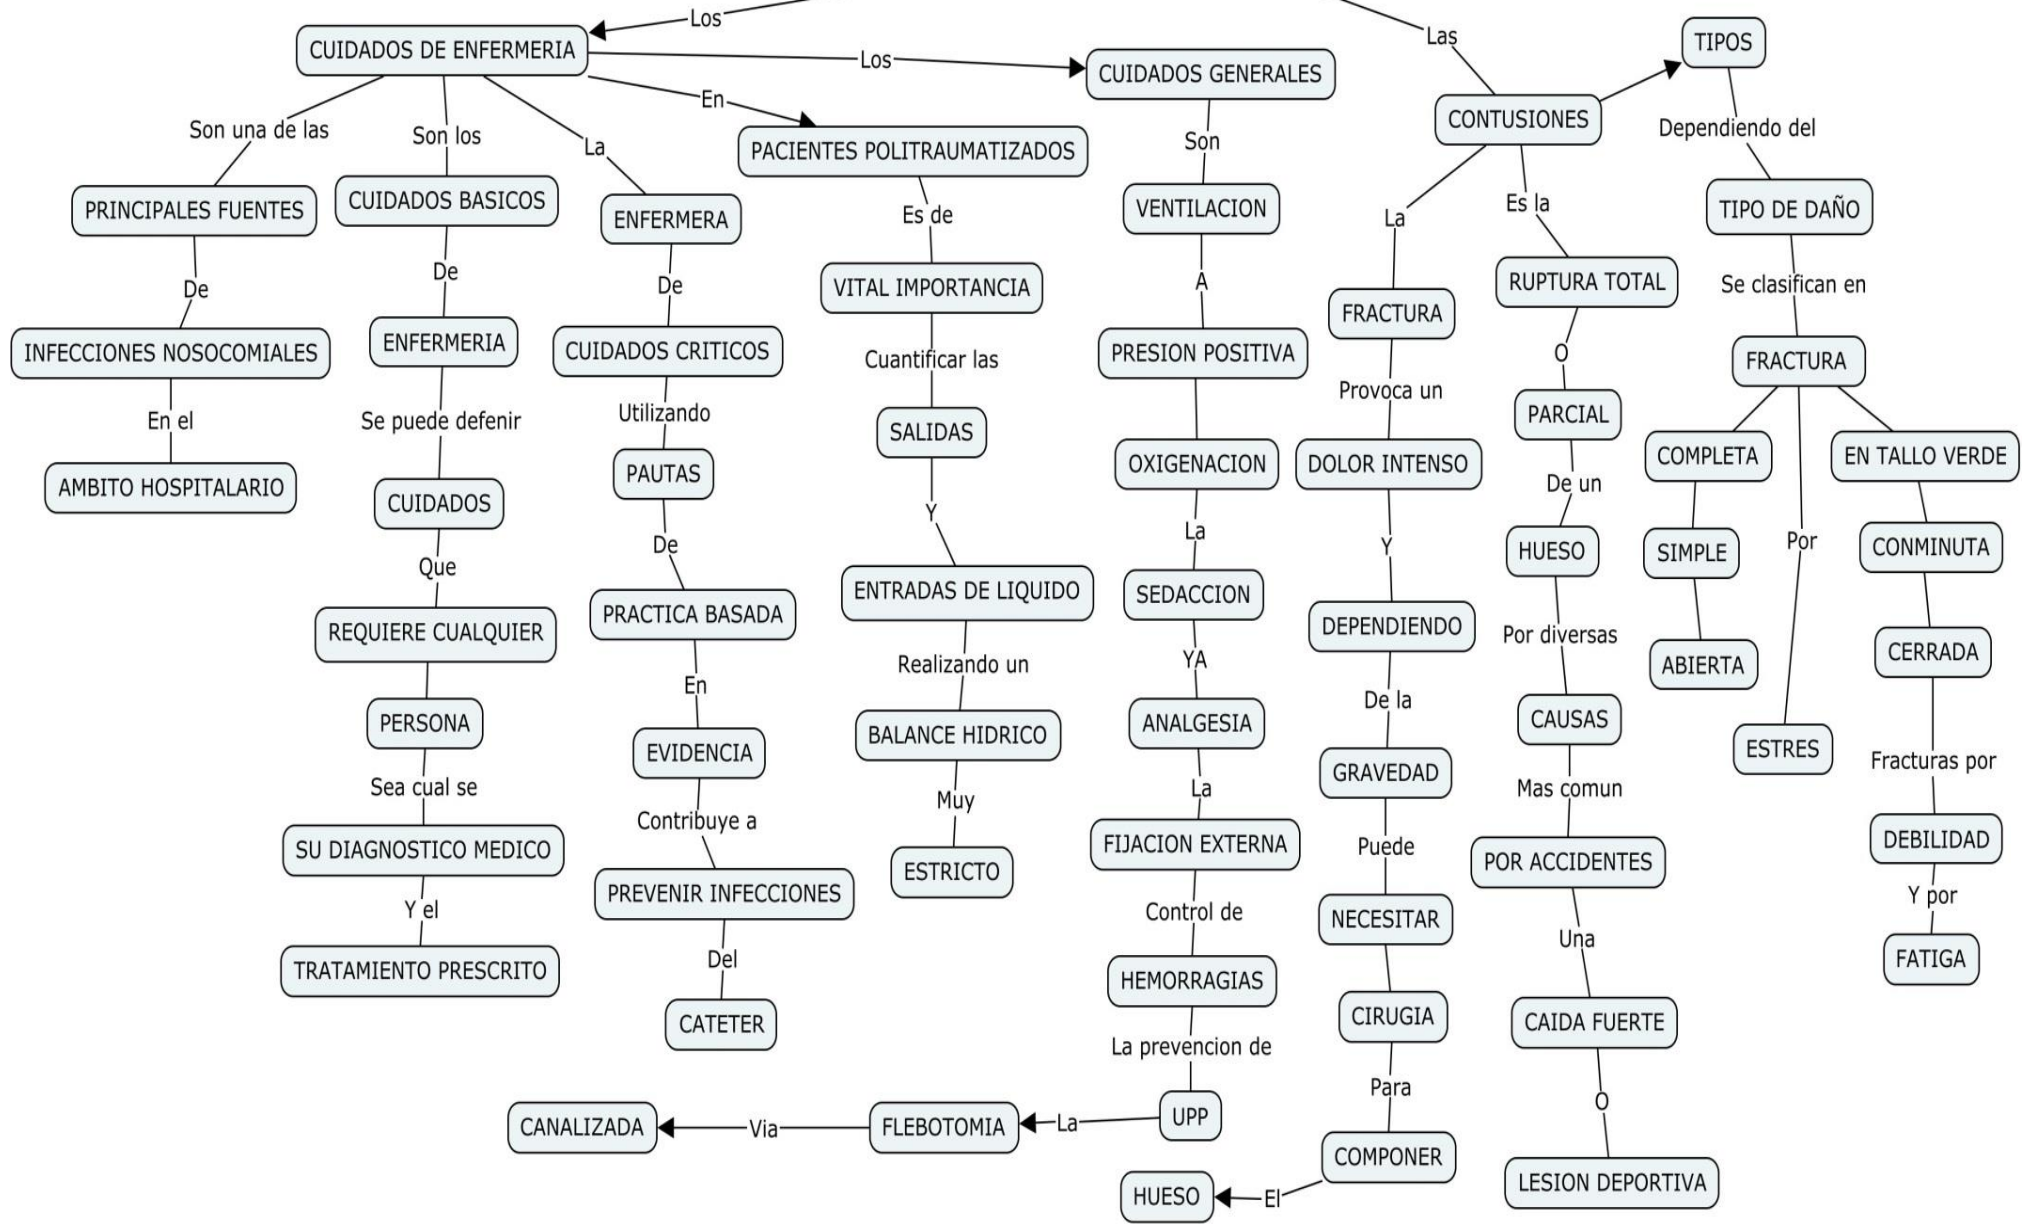 Los
CUIDADOS DE ENFERMERIA
Los
CUIDADOS GENERALES
En
PACIENTES POLITRAUMATIZADOS
Son una de las
PRINCIPALES FUENTES
De
INFECCIONES NOSOCOMIALES
En el
AMBITO HOSPITALARIO
Son los
CUIDADOS BASICOS
De
ENFERMERIA
Se puede defenir
CUIDADOS
Que
REQUIERE CUALQUIER
PERSONA
Sea cual se
SU DIAGNOSTICO MEDICO
Y el
TRATAMIENTO PRESCRITO
La
ENFERMERA
De
CUIDADOS CRITICOS
Utilizando
PAUTAS
De
PRACTICA BASADA
En
EVIDENCIA
Contribuye a
PREVENIR INFECCIONES
Del
CATETER
Es de
VITAL IMPORTANCIA
Cuantificar las
SALIDAS
Y
ENTRADAS DE LIQUIDO
Realizando un
BALANCE HIDRICO
Muy
ESTRICTO
Son
VENTILACION
A
PRESION POSITIVA
OXIGENACION
La
SEDACCION
YA
ANALGESIA
La
FIJACION EXTERNA
Control de
HEMORRAGIAS
La prevencion de
UPP
La
FLEBOTOMIA
Via
CANALIZADA
Las
CONTUSIONES
La
FRACTURA
Provoca un
DOLOR INTENSO
Y
DEPENDIENDO
De la
GRAVEDAD
Puede
NECESITAR
CIRUGIA
Para
COMPONER
El
HUESO
Es la
RUPTURA TOTAL
O
PARCIAL
De un
HUESO
Por diversas
CAUSAS
Mas comun
POR ACCIDENTES
Una
CAIDA FUERTE
O
LESION DEPORTIVA
TIPOS
Dependiendo del
TIPO DE DAÑO
Se clasifican en
FRACTURA
COMPLETA
SIMPLE
ABIERTA
Por
ESTRES
EN TALLO VERDE
CONMINUTA
CERRADA
Fracturas por
DEBILIDAD
Y por
FATIGA